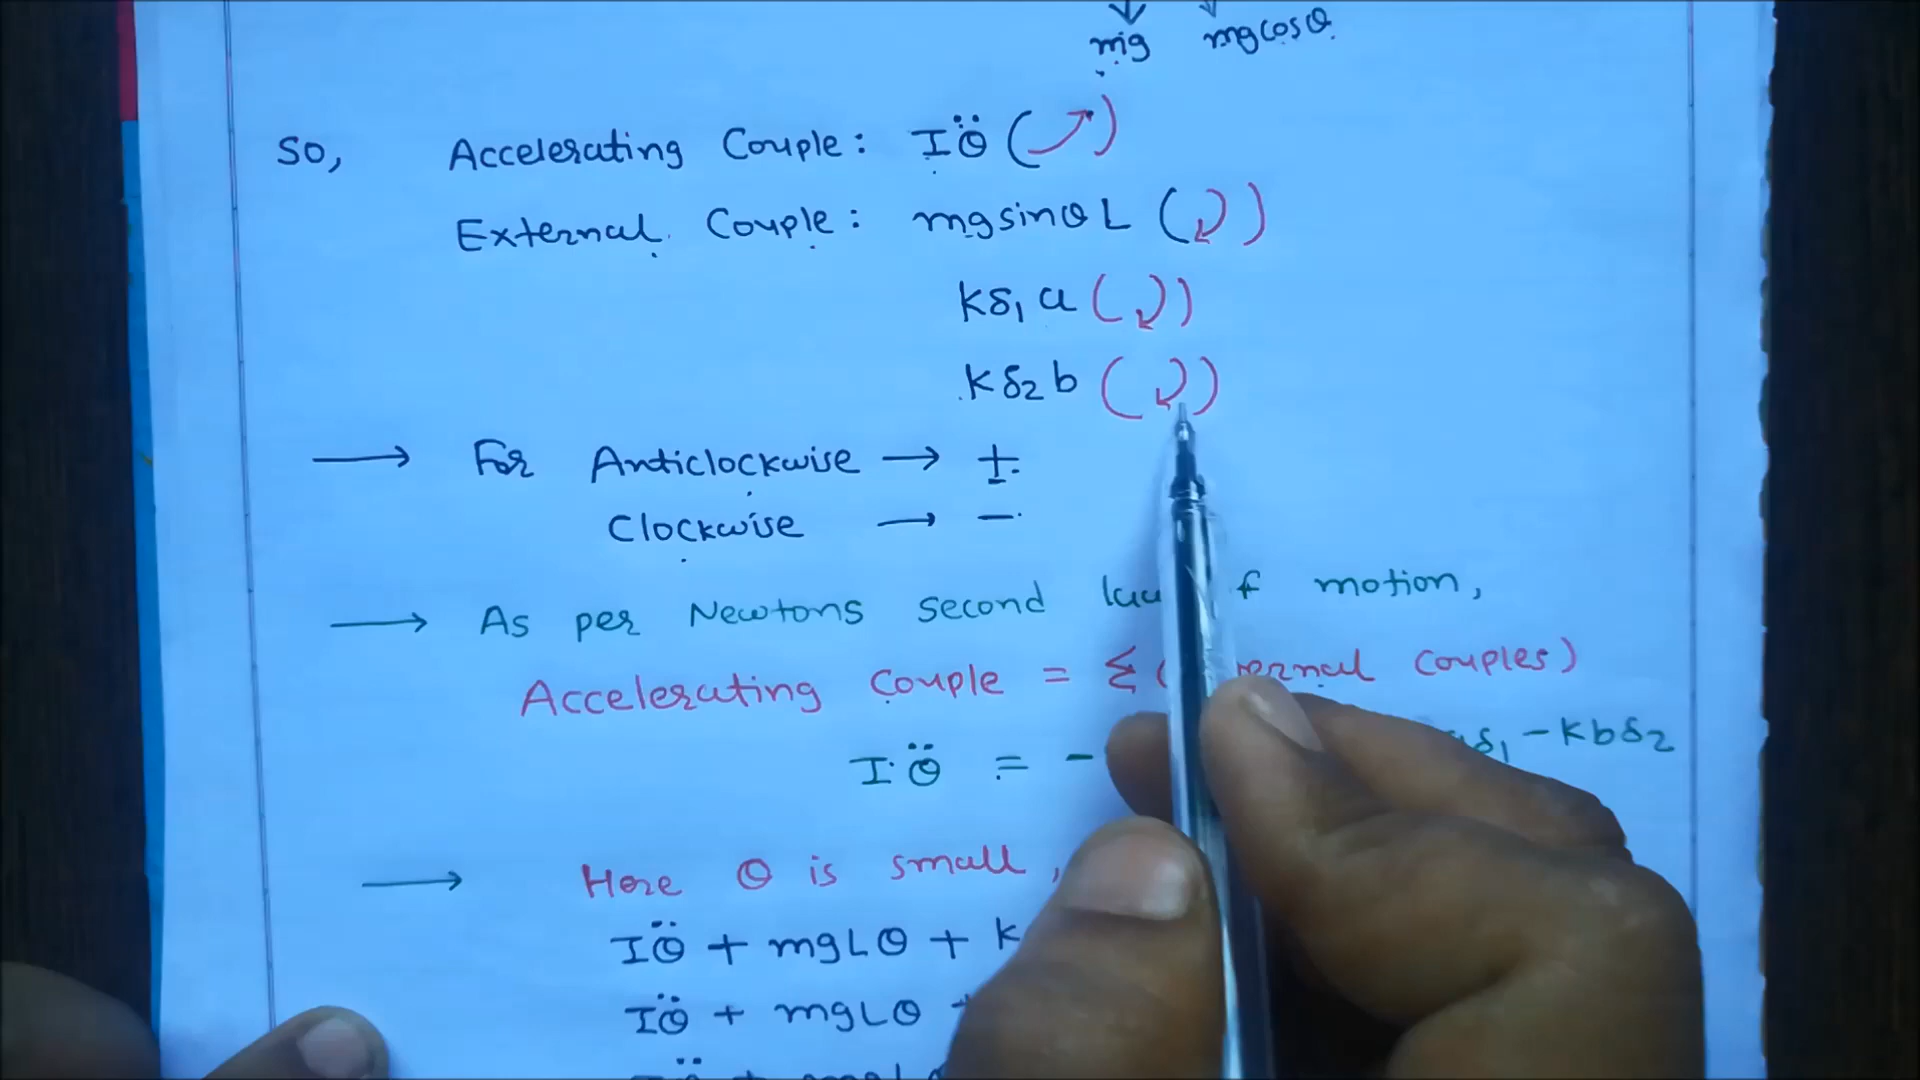 mg mgcosθ
So, Accelerating Couple: Iθ̈ (⤴)
External Couple: mgsinθL (↲)
kδ₁a (↲)
kδ₂b (↲)
→ For Anticlockwise → +
Clockwise → −
→ As per Newtons second motion,
Accelerating Couple = Σ( Couples)
Iθ̈ = − δ₁ − kbδ₂
→ Here θ is small,
Iθ̈ + mgLθ + k
Iθ̈ + mgLθ +